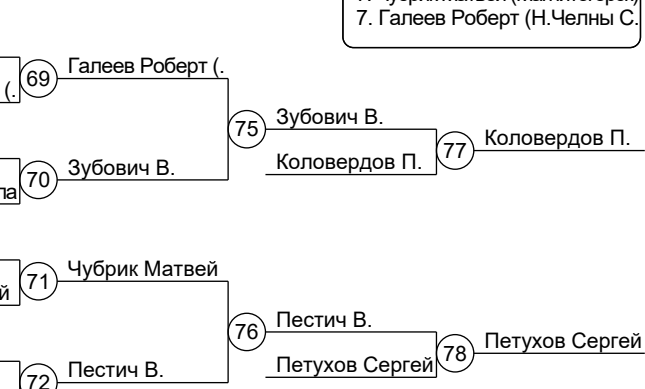 7. Галеев Роберт (Н.Челны С.
69 Галеев Роберт (.
(.
75 Зубович В.
77 Коловердов П.
Коловердов П.
70 Зубович В.
ла
71 Чубрик Матвей
й
76 Пестич В.
78 Петухов Сергей
Петухов Сергей
72 Пестич В.